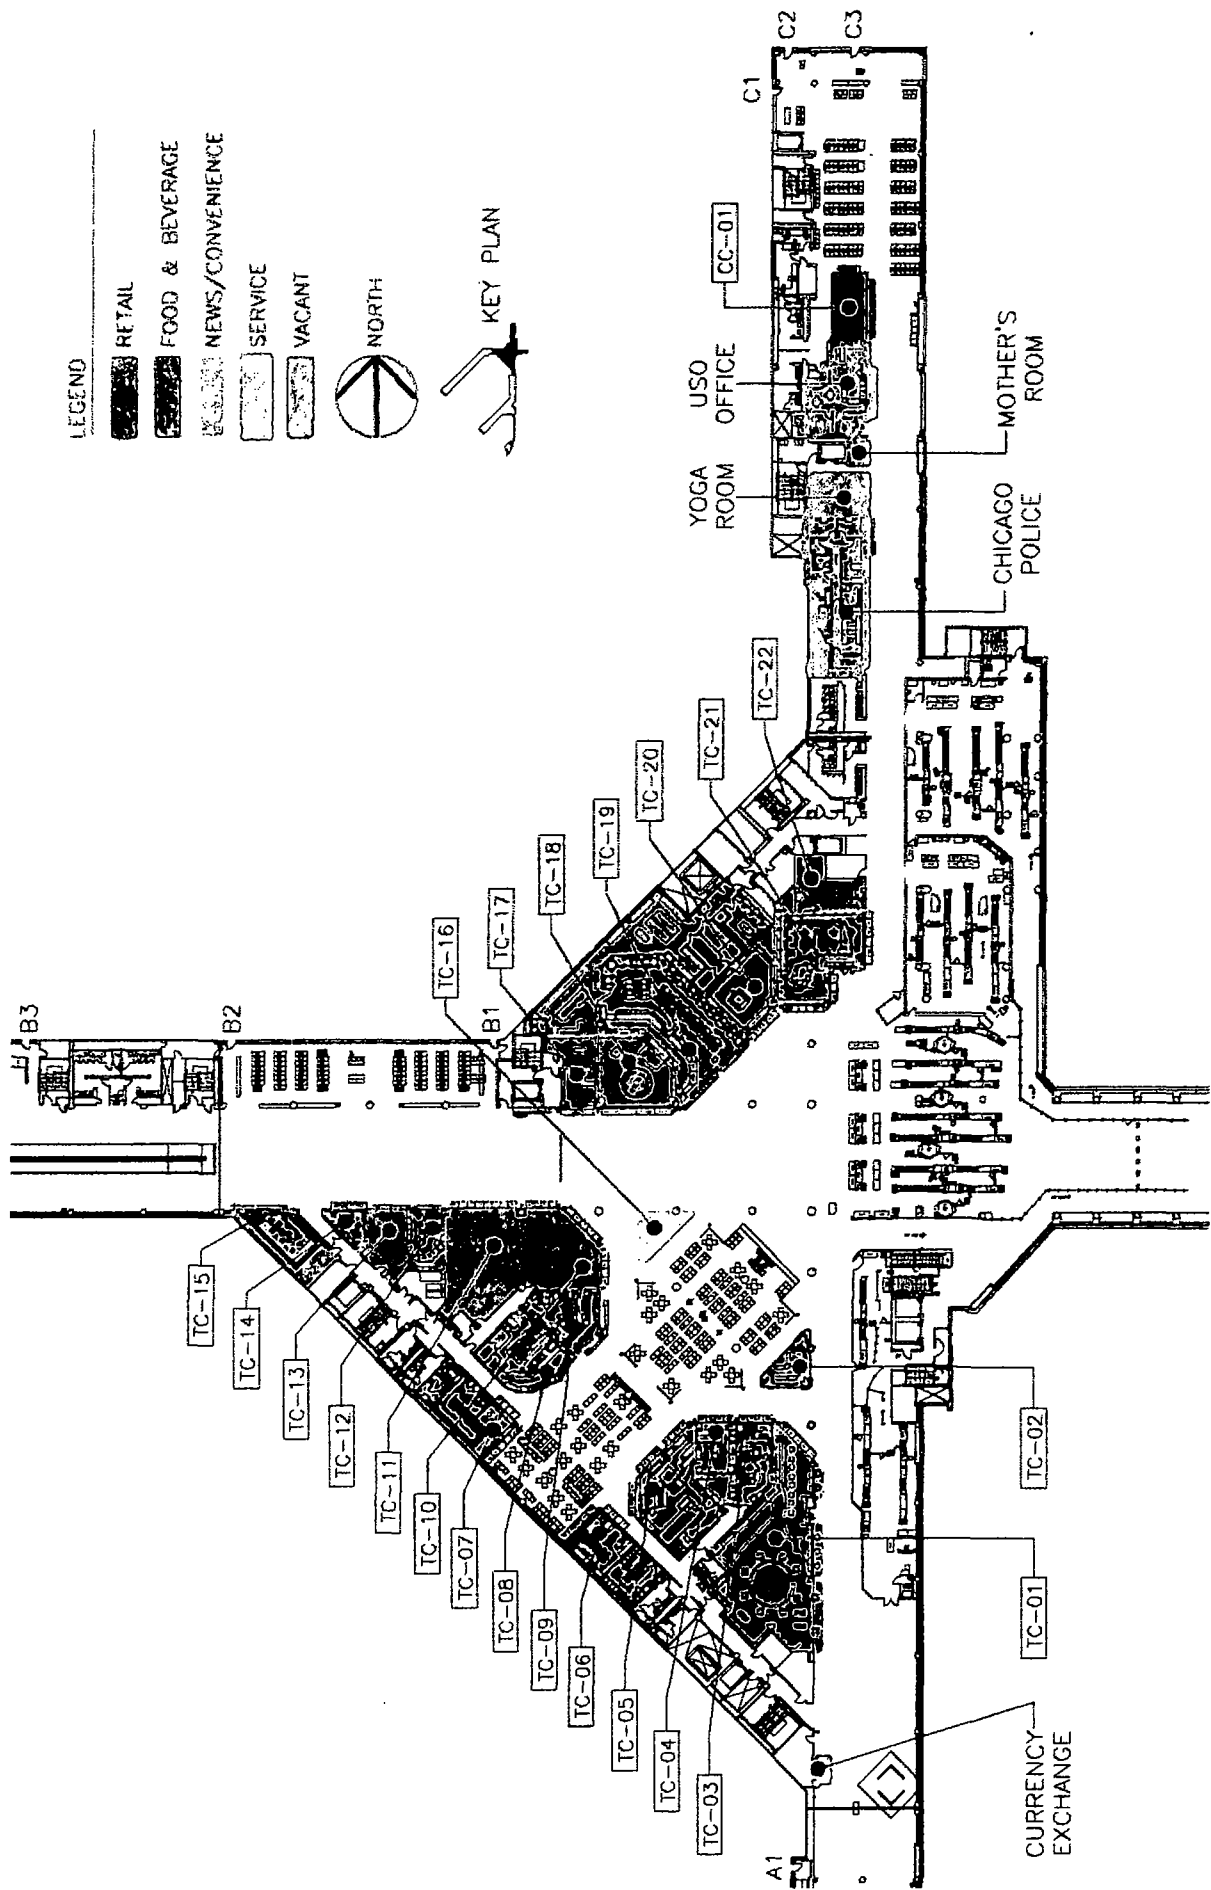 LEGEND
RETAIL
FOOD & BEVERAGE
NEWS/CONVENIENCE
SERVICE
VACANT
NORTH
KEY PLAN
B3
B2
B1
C1
C2
C3
A1
TC-15
TC-14
TC-13
TC-12
TC-11
TC-10
TC-07
TC-08
TC-09
TC-06
TC-05
TC-04
TC-03
TC-16
TC-17
TC-18
TC-19
TC-20
TC-21
TC-22
CC-01
USO
OFFICE
YOGA
ROOM
MOTHER'S
ROOM
CHICAGO
POLICE
TC-02
TC-01
CURRENCY
EXCHANGE